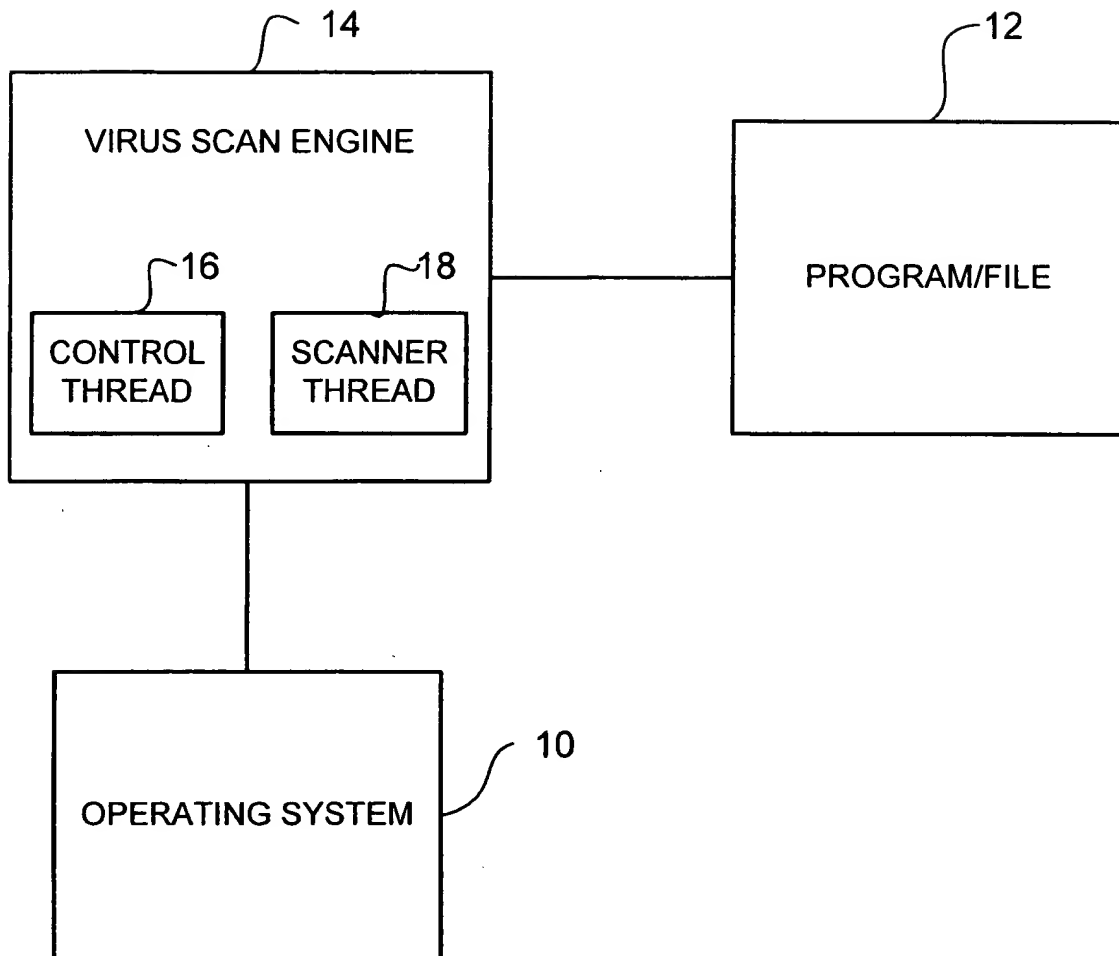 14
12
VIRUS SCAN ENGINE
16
18
PROGRAM/FILE
CONTROL
THREAD
SCANNER
THREAD
10
OPERATING SYSTEM